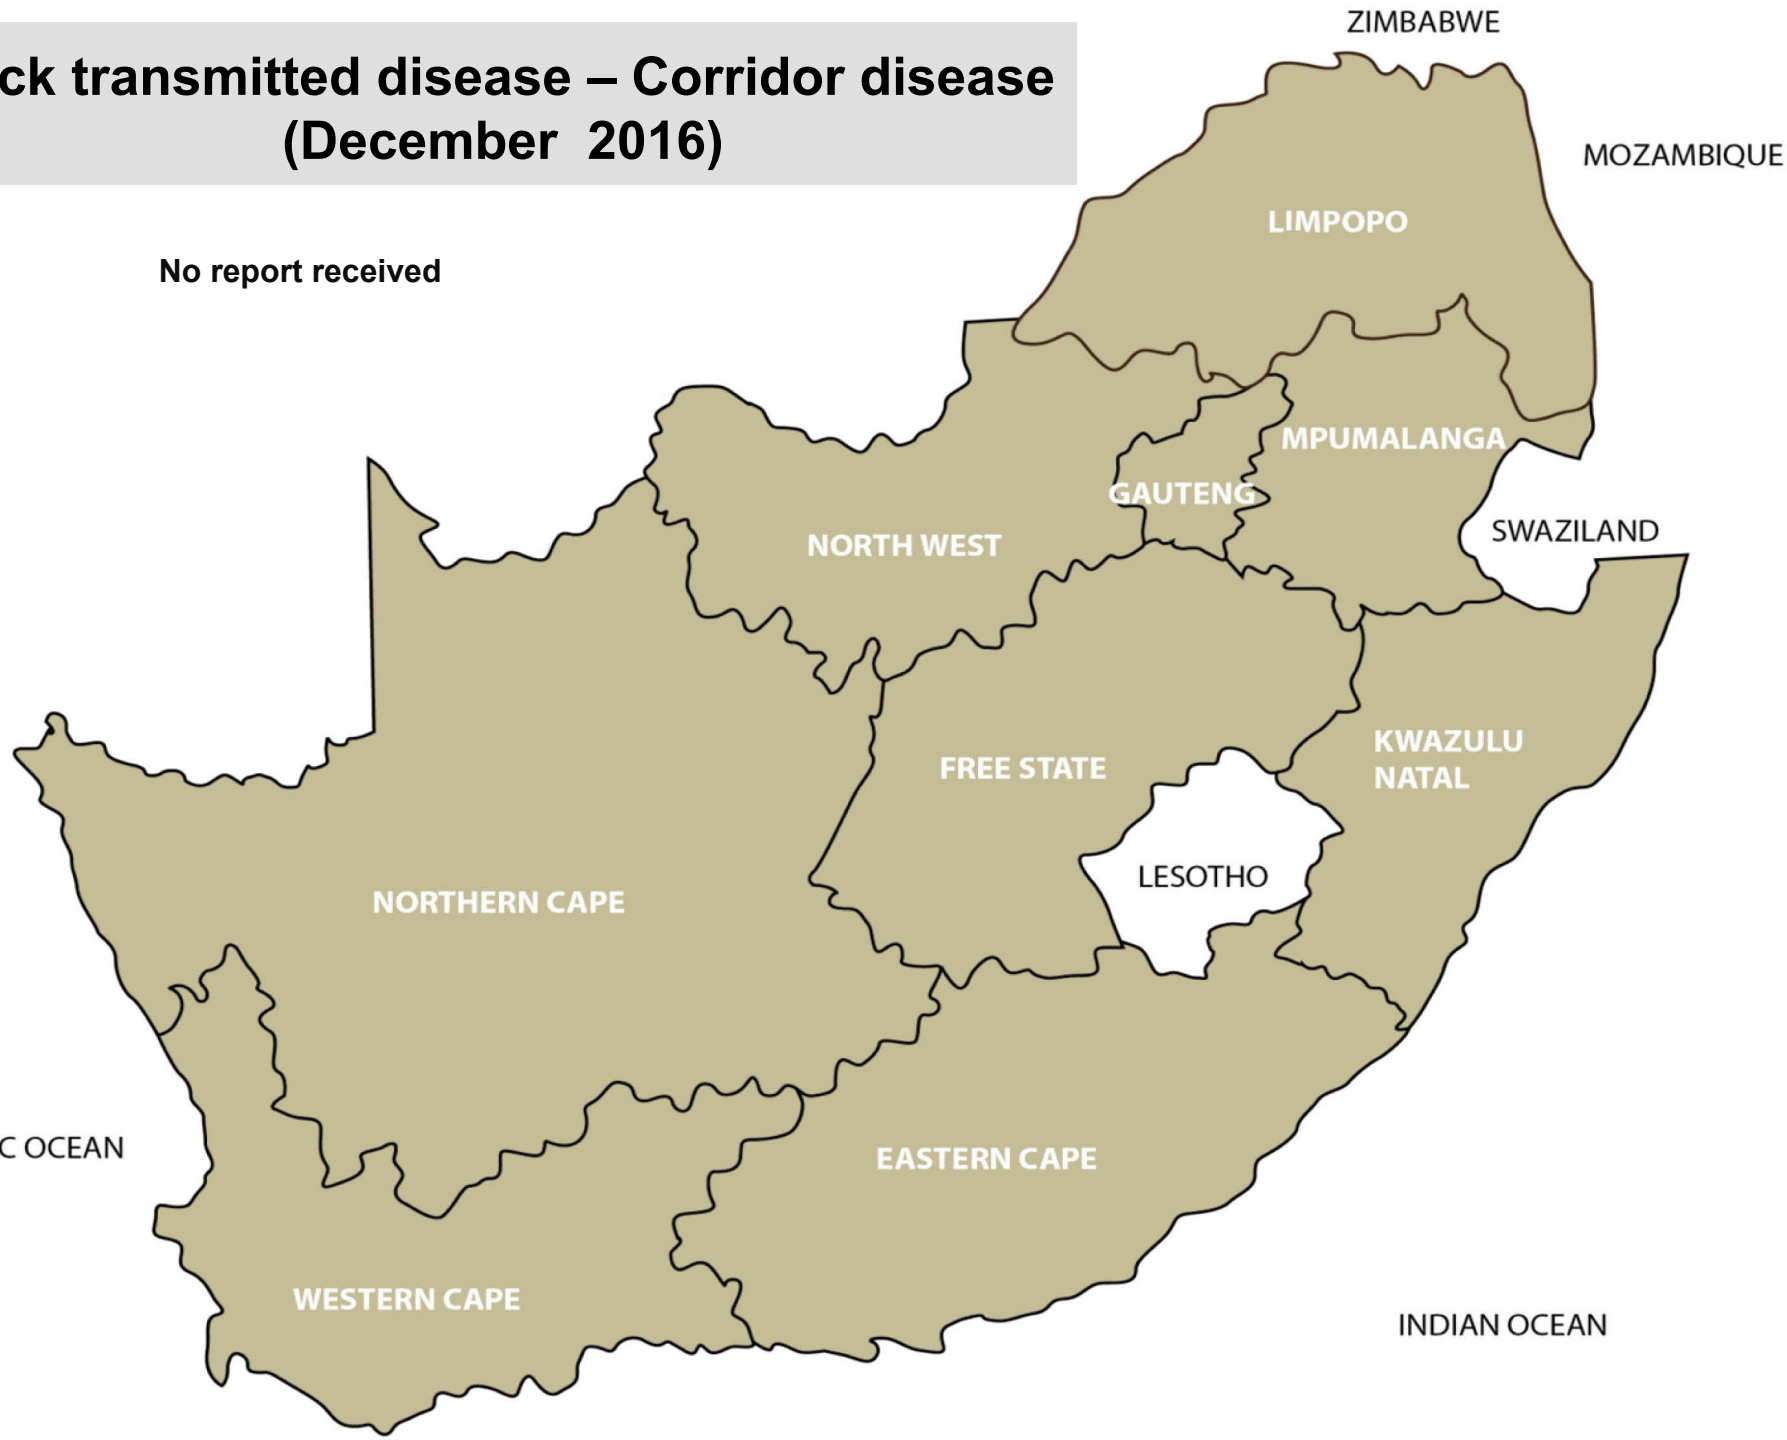 ck transmitted disease – Corridor disease
(December 2016)
No report received
ZIMBABWE
MOZAMBIQUE
LIMPOPO
MPUMALANGA
GAUTENG
NORTH WEST
SWAZILAND
KWAZULU
NATAL
FREE STATE
LESOTHO
NORTHERN CAPE
C OCEAN
EASTERN CAPE
WESTERN CAPE
INDIAN OCEAN